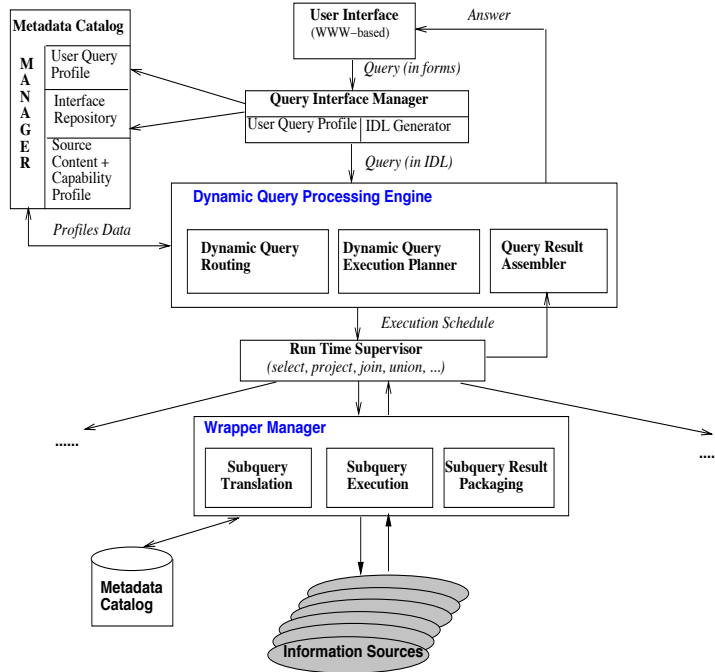 User Interface
(WWW−based)
Answer
Metadata Catalog
M
A
N
A
G
E
R
User Query
Profile
Interface
Repository
Source
Content +
Capability
Profile
Query (in forms)
Query Interface Manager
User Query Profile
IDL Generator
Query (in IDL)
Profiles Data
Dynamic Query Processing Engine
Dynamic Query
Routing
Dynamic Query
Execution Planner
Query Result
Assembler
Execution Schedule
Run Time Supervisor
(select, project, join, union, ...)
......
....
Wrapper Manager
Subquery
Translation
Subquery
Execution
Subquery Result
Packaging
Metadata
Catalog
Information Sources